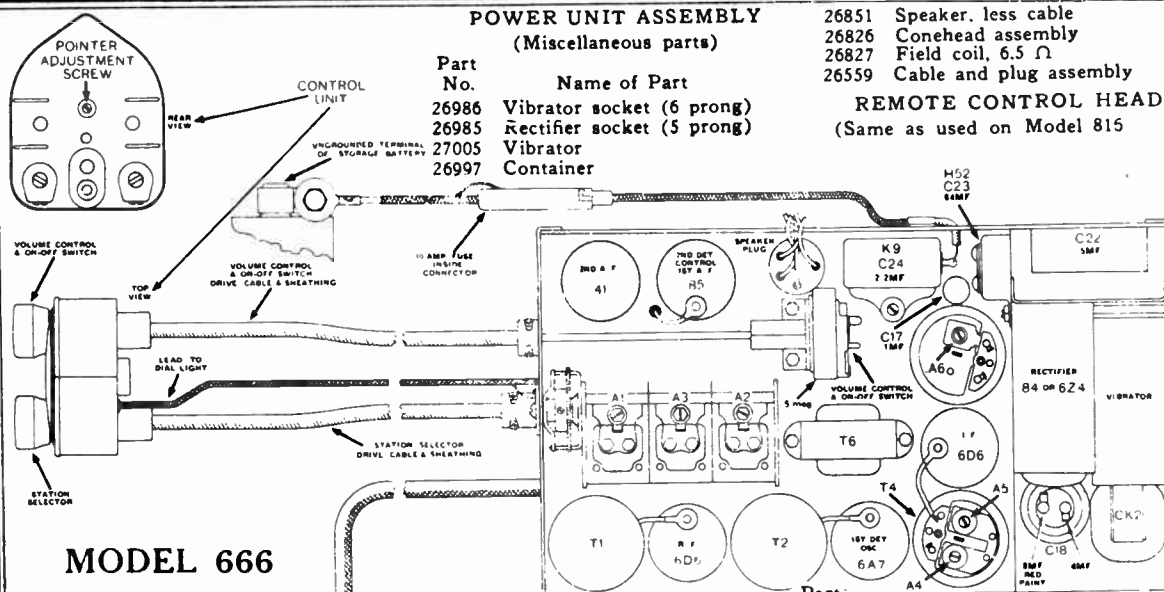 POWER UNIT ASSEMBLY
(Miscellaneous parts)
Part
No.
Name of Part
26986 Vibrator socket (6 prong)
26985 Rectifier socket (5 prong)
27005 Vibrator
26997 Container
26851 Speaker, less cable
26826 Conehead assembly
26827 Field coil, 6.5 Ω
26559 Cable and plug assembly
REMOTE CONTROL HEAD
(Same as used on Model 815
POINTER
ADJUSTMENT
SCREW
CONTROL
UNIT
REAR
VIEW
UNGROUNDED TERMINAL
OF STORAGE BATTERY
VOLUME CONTROL
& ON-OFF SWITCH
TOP
VIEW
VOLUME CONTROL
& ON-OFF SWITCH
DRIVE CABLE & SHEATHING
AMP
INSIDE
CONNECTOR
LEAD TO
DIAL LIGHT
STATION SELECTOR
DRIVE CABLE & SHEATHING
STATION
SELECTOR
MODEL 666
2ND A F
41
2ND DET
CONTROL
1ST A F
85
SPEAKER
PLUG
K9
C24
2 2MF
H52
C23
C22
5MF
C17
1MF
A6
RECTIFIER
84 OR 6Z4
VIBRATOR
VOLUME CONTROL
& ON-OFF SWITCH
5 meg
A1
A3
A2
T6
I F
6D6
T4
A5
A4
T1
R F
6D6
T2
1ST DET
OSC
6A7
C18
8MF
RED
PAINT
4MF
Part